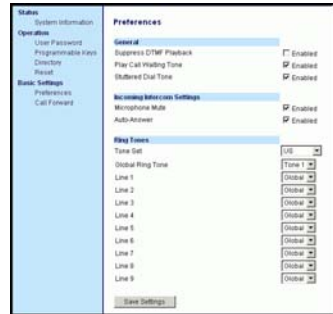 Status
System Information
Operation
User Password
Programmable Keys
Directory
Reset
Basic Settings
Preferences
Call Forward
Preferences
General
Suppress DTMF Playback
Enabled
Play Call Waiting Tone
Enabled
Stuttered Dial Tone
Enabled
Incoming Intercom Settings
Microphone Mute
Enabled
Auto-Answer
Enabled
Ring Tones
Tone Set
US
Global Ring Tone
Tone 1
Line 1
Global
Line 2
Global
Line 3
Global
Line 4
Global
Line 5
Global
Line 6
Global
Line 7
Global
Line 8
Global
Line 9
Global
Save Settings